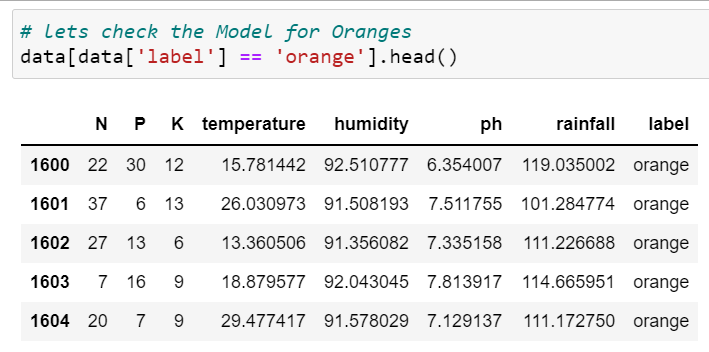 # lets check the Model for Oranges
data[data['label'] == 'orange'].head()
N P K temperature humidity ph rainfall label
1600 22 30 12 15.781442 92.510777 6.354007 119.035002 orange
1601 37 6 13 26.030973 91.508193 7.511755 101.284774 orange
1602 27 13 6 13.360506 91.356082 7.335158 111.226688 orange
1603 7 16 9 18.879577 92.043045 7.813917 114.665951 orange
1604 20 7 9 29.477417 91.578029 7.129137 111.172750 orange